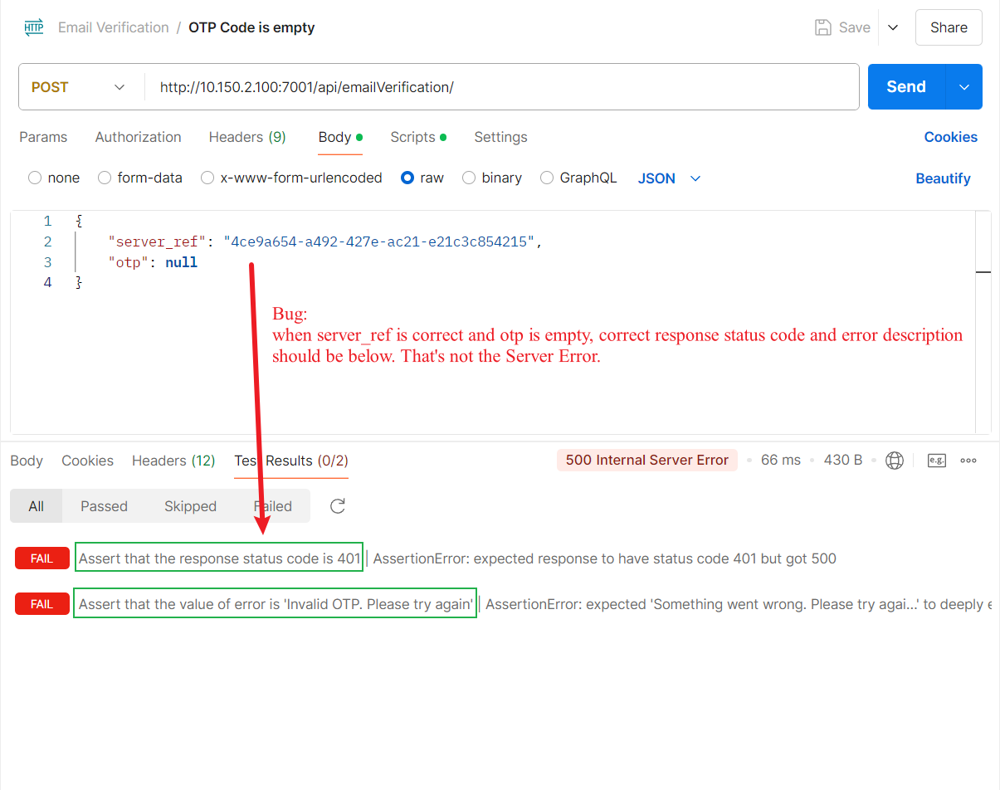 HTTP Email Verification / OTP Code is empty Save Share
POST http://10.150.2.100:7001/api/emailVerification/ Send
Params Authorization Headers (9) Body Scripts Settings Cookies
none form-data x-www-form-urlencoded raw binary GraphQL JSON Beautify
1 {
2 "server_ref": "4ce9a654-a492-427e-ac21-e21c3c854215",
3 "otp": null
4 }
Bug:
when server_ref is correct and otp is empty, correct response status code and error description
should be below. That's not the Server Error.
Body Cookies Headers (12) Test Results (0/2) 500 Internal Server Error 66 ms 430 B e.g.
All Passed Skipped Failed
FAIL Assert that the response status code is 401 | AssertionError: expected response to have status code 401 but got 500
FAIL Assert that the value of error is 'Invalid OTP. Please try again' | AssertionError: expected 'Something went wrong. Please try agai...' to deeply e